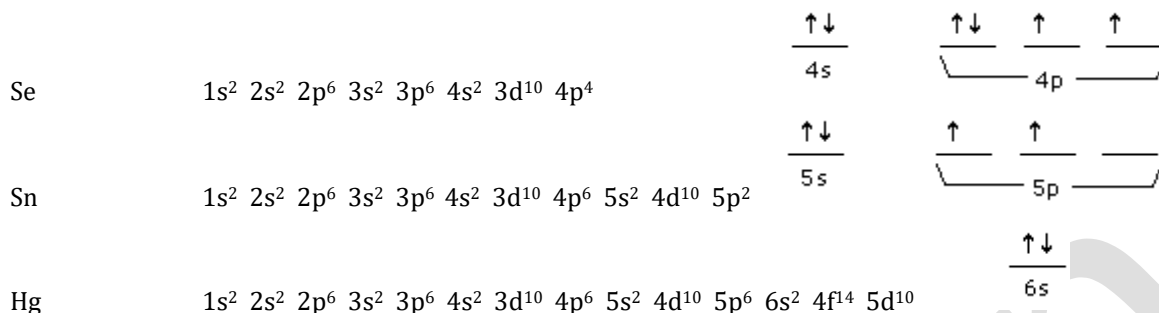 ↑↓ ↑↓ ↑ ↑
4s 4p
Se 1s² 2s² 2p⁶ 3s² 3p⁶ 4s² 3d¹⁰ 4p⁴
↑↓ ↑ ↑
5s 5p
Sn 1s² 2s² 2p⁶ 3s² 3p⁶ 4s² 3d¹⁰ 4p⁶ 5s² 4d¹⁰ 5p²
↑↓
6s
Hg 1s² 2s² 2p⁶ 3s² 3p⁶ 4s² 3d¹⁰ 4p⁶ 5s² 4d¹⁰ 5p⁶ 6s² 4f¹⁴ 5d¹⁰